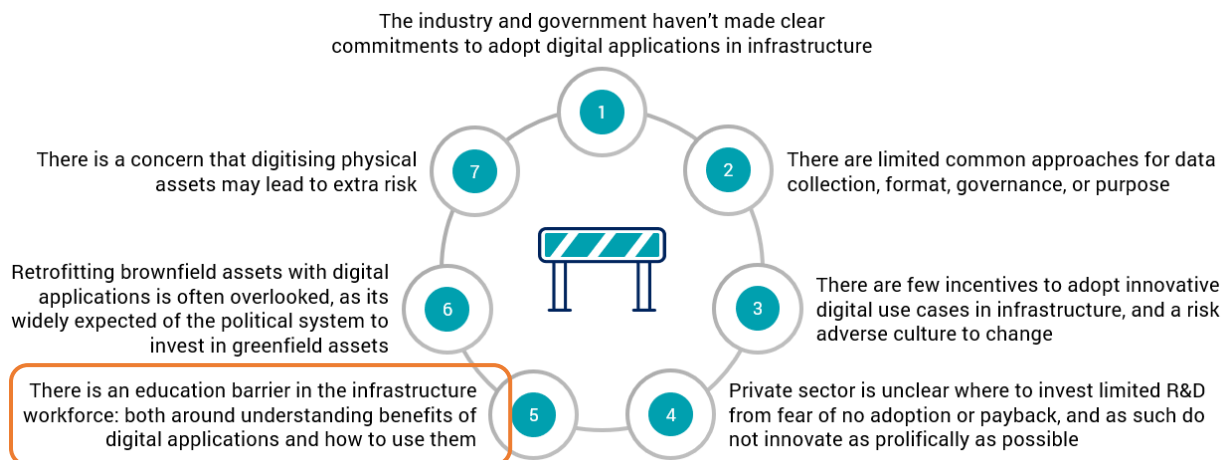 The industry and government haven't made clear
commitments to adopt digital applications in infrastructure
1
2
There are limited common approaches for data
collection, format, governance, or purpose
3
There are few incentives to adopt innovative
digital use cases in infrastructure, and a risk
adverse culture to change
4
Private sector is unclear where to invest limited R&D
from fear of no adoption or payback, and as such do
not innovate as prolifically as possible
5
There is an education barrier in the infrastructure
workforce: both around understanding benefits of
digital applications and how to use them
6
Retrofitting brownfield assets with digital
applications is often overlooked, as its
widely expected of the political system to
invest in greenfield assets
7
There is a concern that digitising physical
assets may lead to extra risk